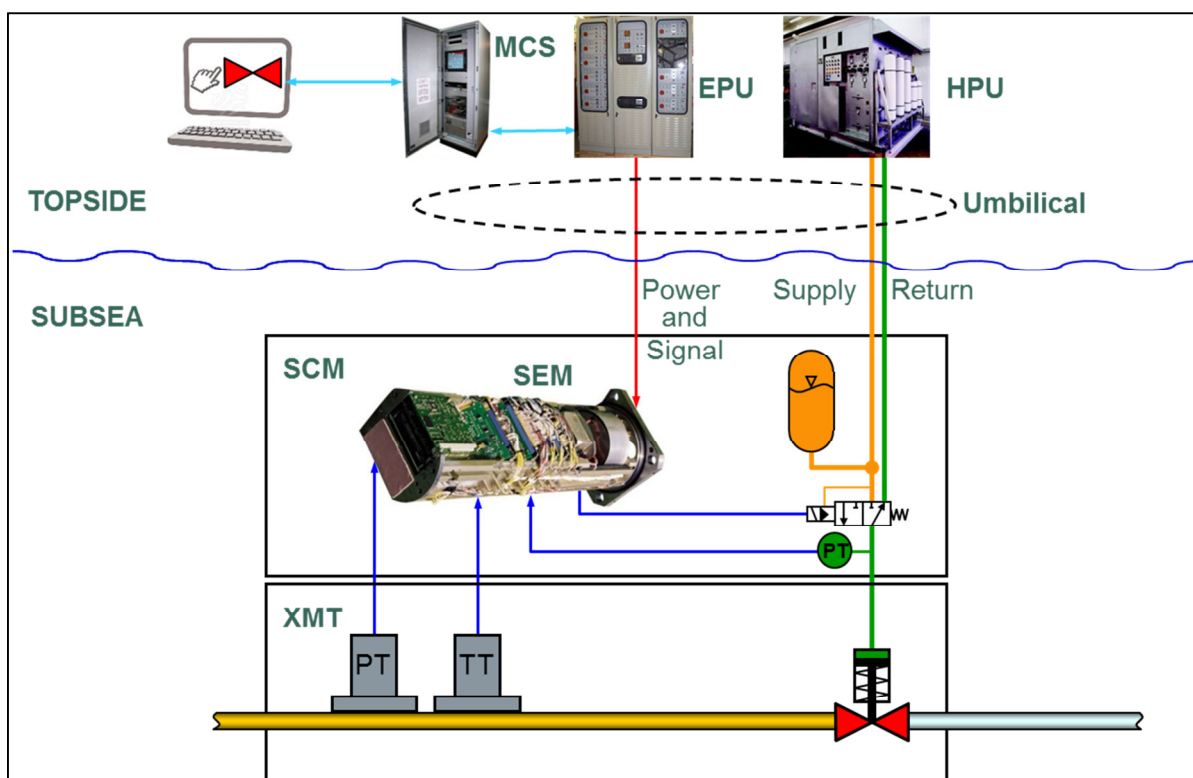 MCS
EPU
HPU
TOPSIDE
Umbilical
Power
and
Signal
Supply
Return
SUBSEA
SCM
SEM
PT
XMT
PT
TT